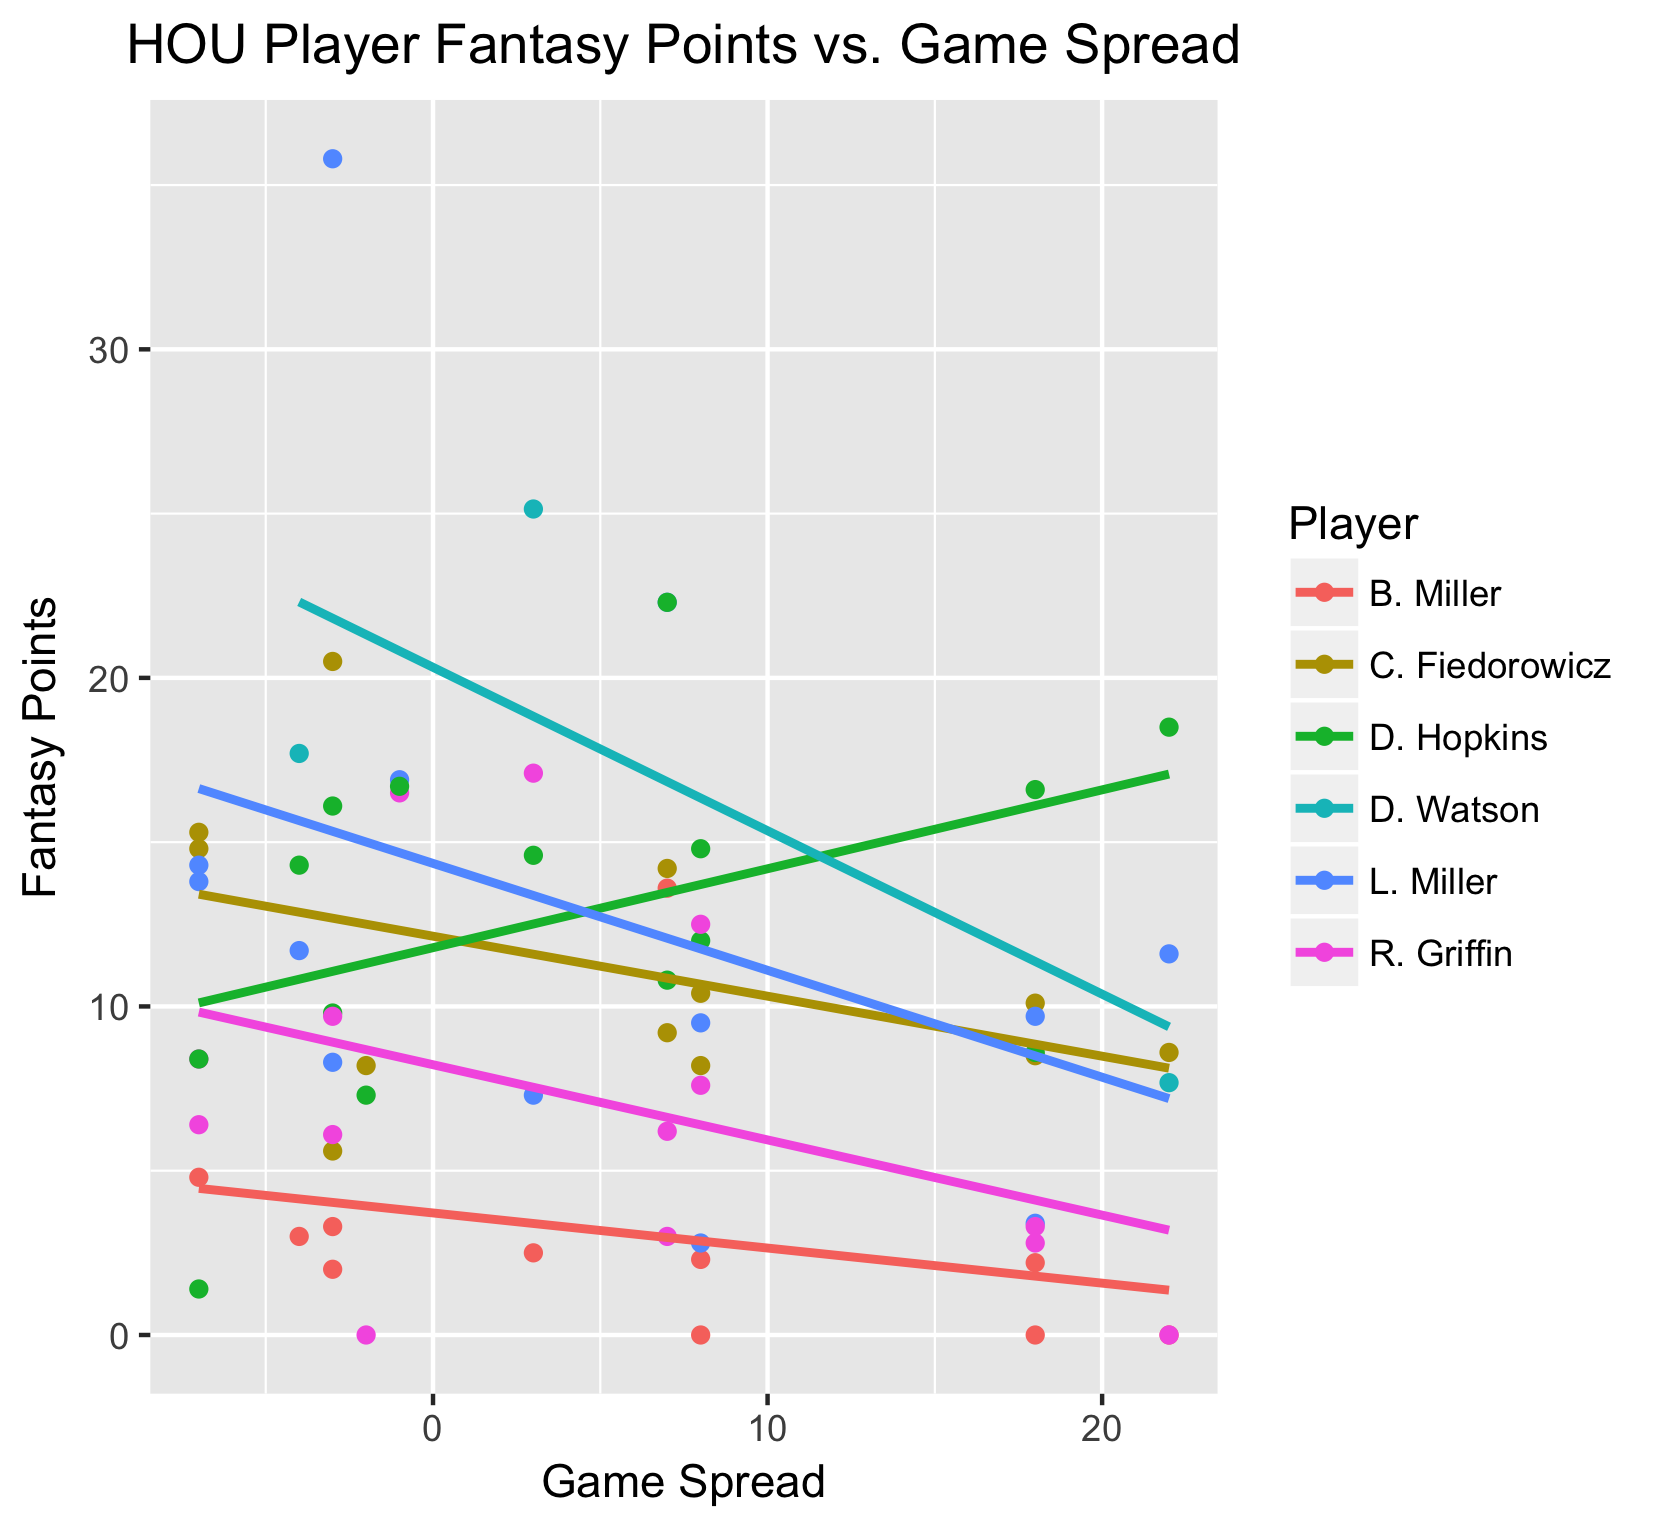 HOU Player Fantasy Points vs. Game Spread
Fantasy Points
30
20
10
0
0
10
20
Game Spread
Player
B. Miller
C. Fiedorowicz
D. Hopkins
D. Watson
L. Miller
R. Griffin